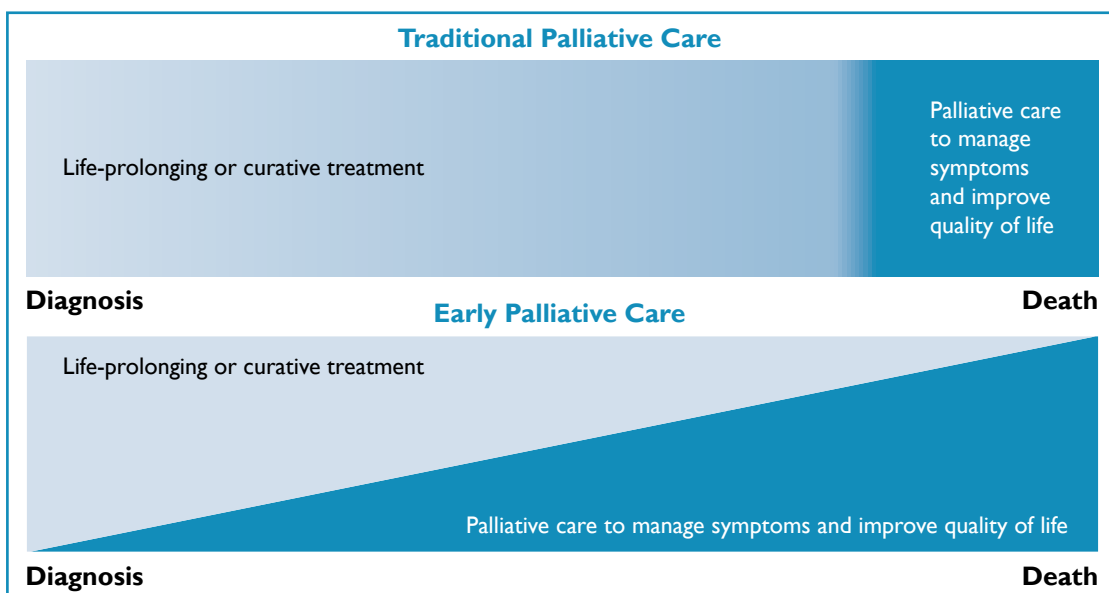 Traditional Palliative Care
Life-prolonging or curative treatment
Palliative care
to manage
symptoms
and improve
quality of life
Diagnosis
Death
Early Palliative Care
Life-prolonging or curative treatment
Palliative care to manage symptoms and improve quality of life
Diagnosis
Death